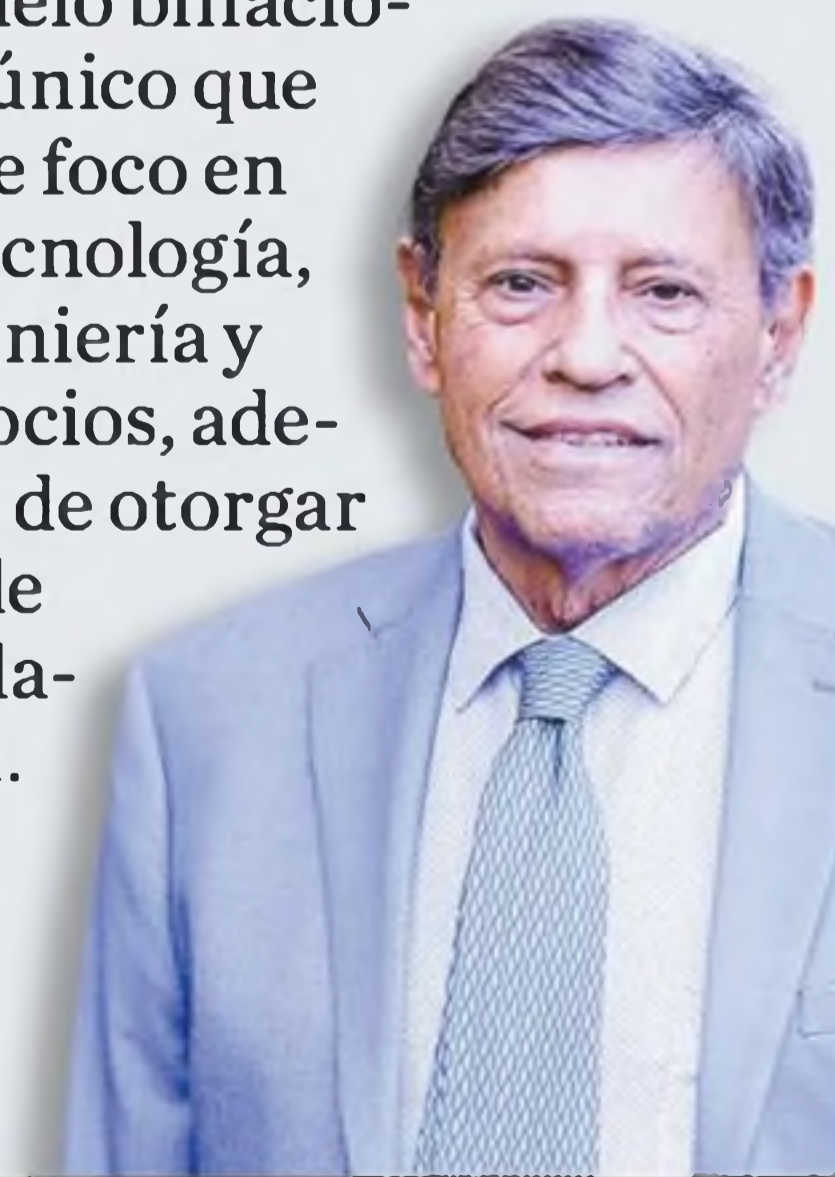 único que
e foco en
cnología,
niería y
ocios, ade-
de otorgar
le
la-